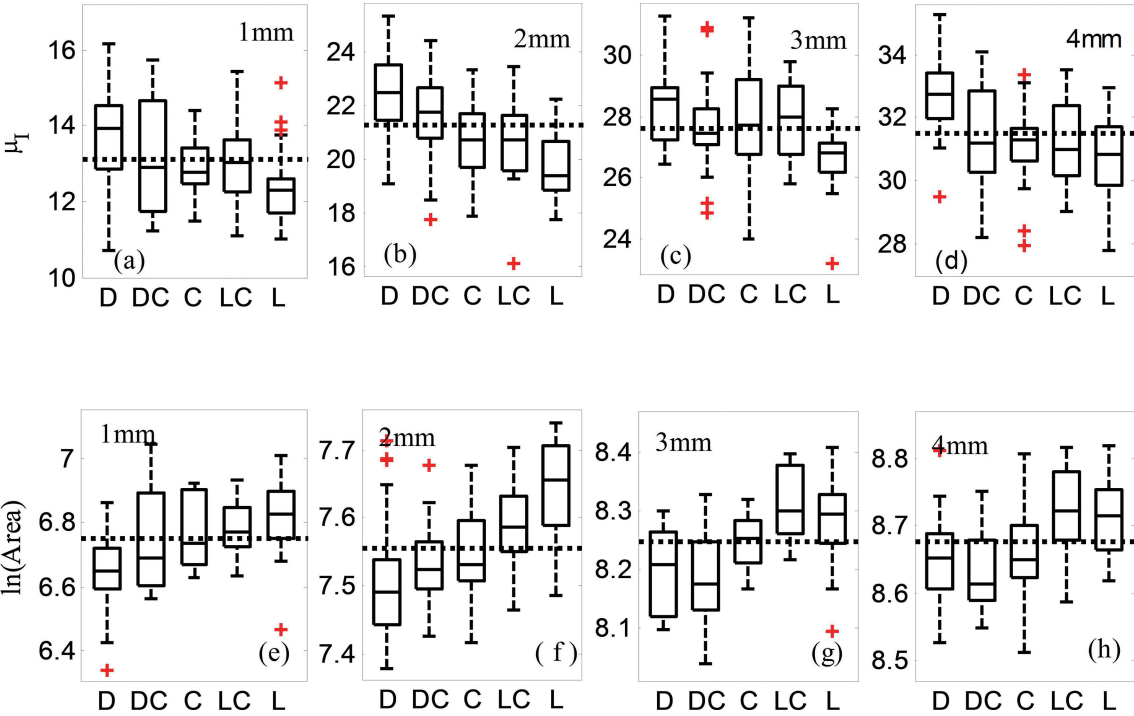 μI
16
14
12
10
1mm
(a)
D DC C LC L
24
22
20
18
16
2mm
(b)
D DC C LC L
30
28
26
24
3mm
(c)
D DC C LC L
34
32
30
28
4mm
(d)
D DC C LC L
ln(Area)
7
6.8
6.6
6.4
1mm
(e)
D DC C LC L
7.7
7.6
7.5
7.4
2mm
( f )
D DC C LC L
8.4
8.3
8.2
8.1
3mm
(g)
D DC C LC L
8.8
8.7
8.6
8.5
4mm
(h)
D DC C LC L